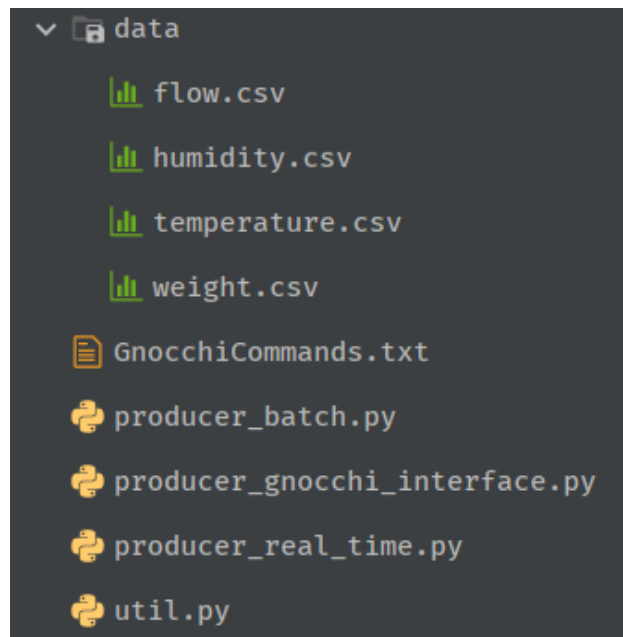 data
flow.csv
humidity.csv
temperature.csv
weight.csv
GnocchiCommands.txt
producer_batch.py
producer_gnocchi_interface.py
producer_real_time.py
util.py